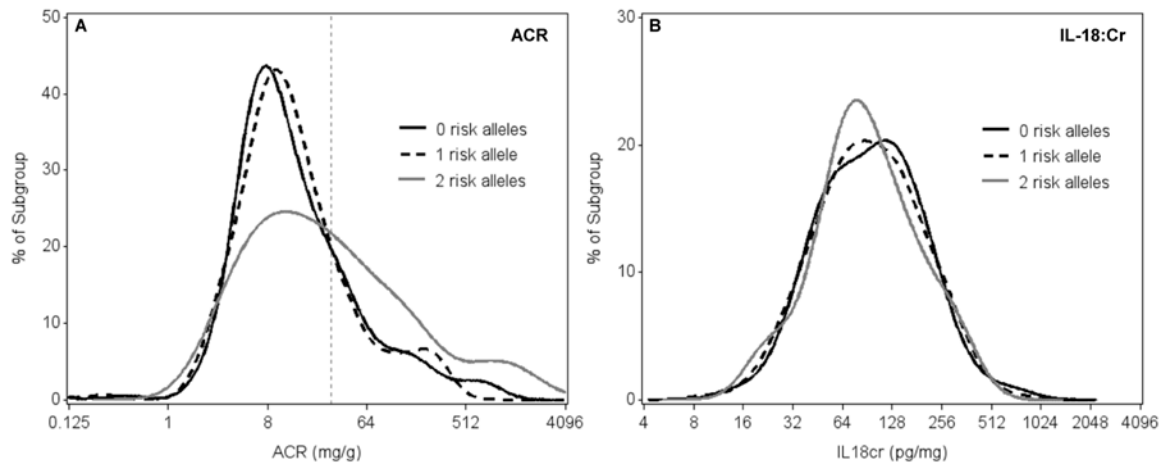 A
ACR
50
40
30
20
10
0
% of Subgroup
0 risk alleles
1 risk allele
2 risk alleles
0.125 1 8 64 512 4096
ACR (mg/g)
B
IL-18:Cr
30
20
10
0
% of Subgroup
0 risk alleles
1 risk allele
2 risk alleles
4 8 16 32 64 128 256 512 1024 2048 4096
IL18cr (pg/mg)